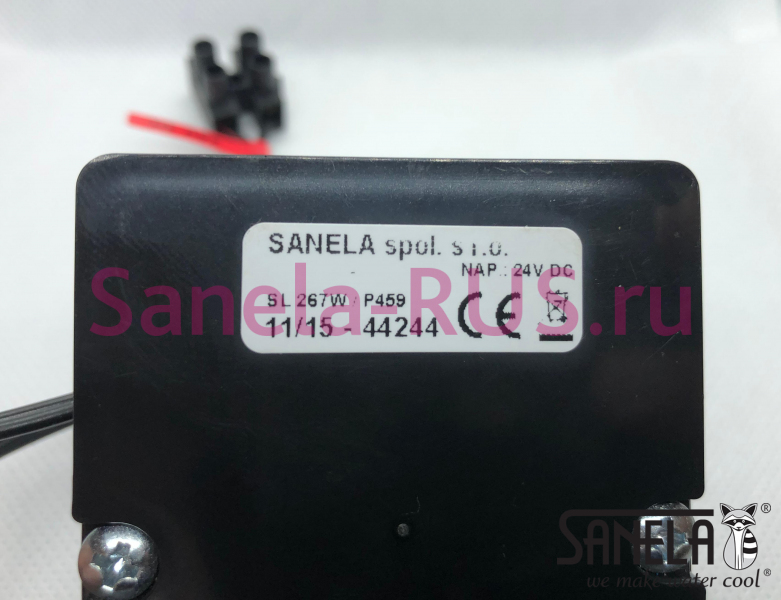 SANELA spol. s r.o.
NAP.: 24V DC
SL 267W / P459
11/15 - 44244
CE
Sanela-RUS.ru
SANELA ®
we make water cool ®